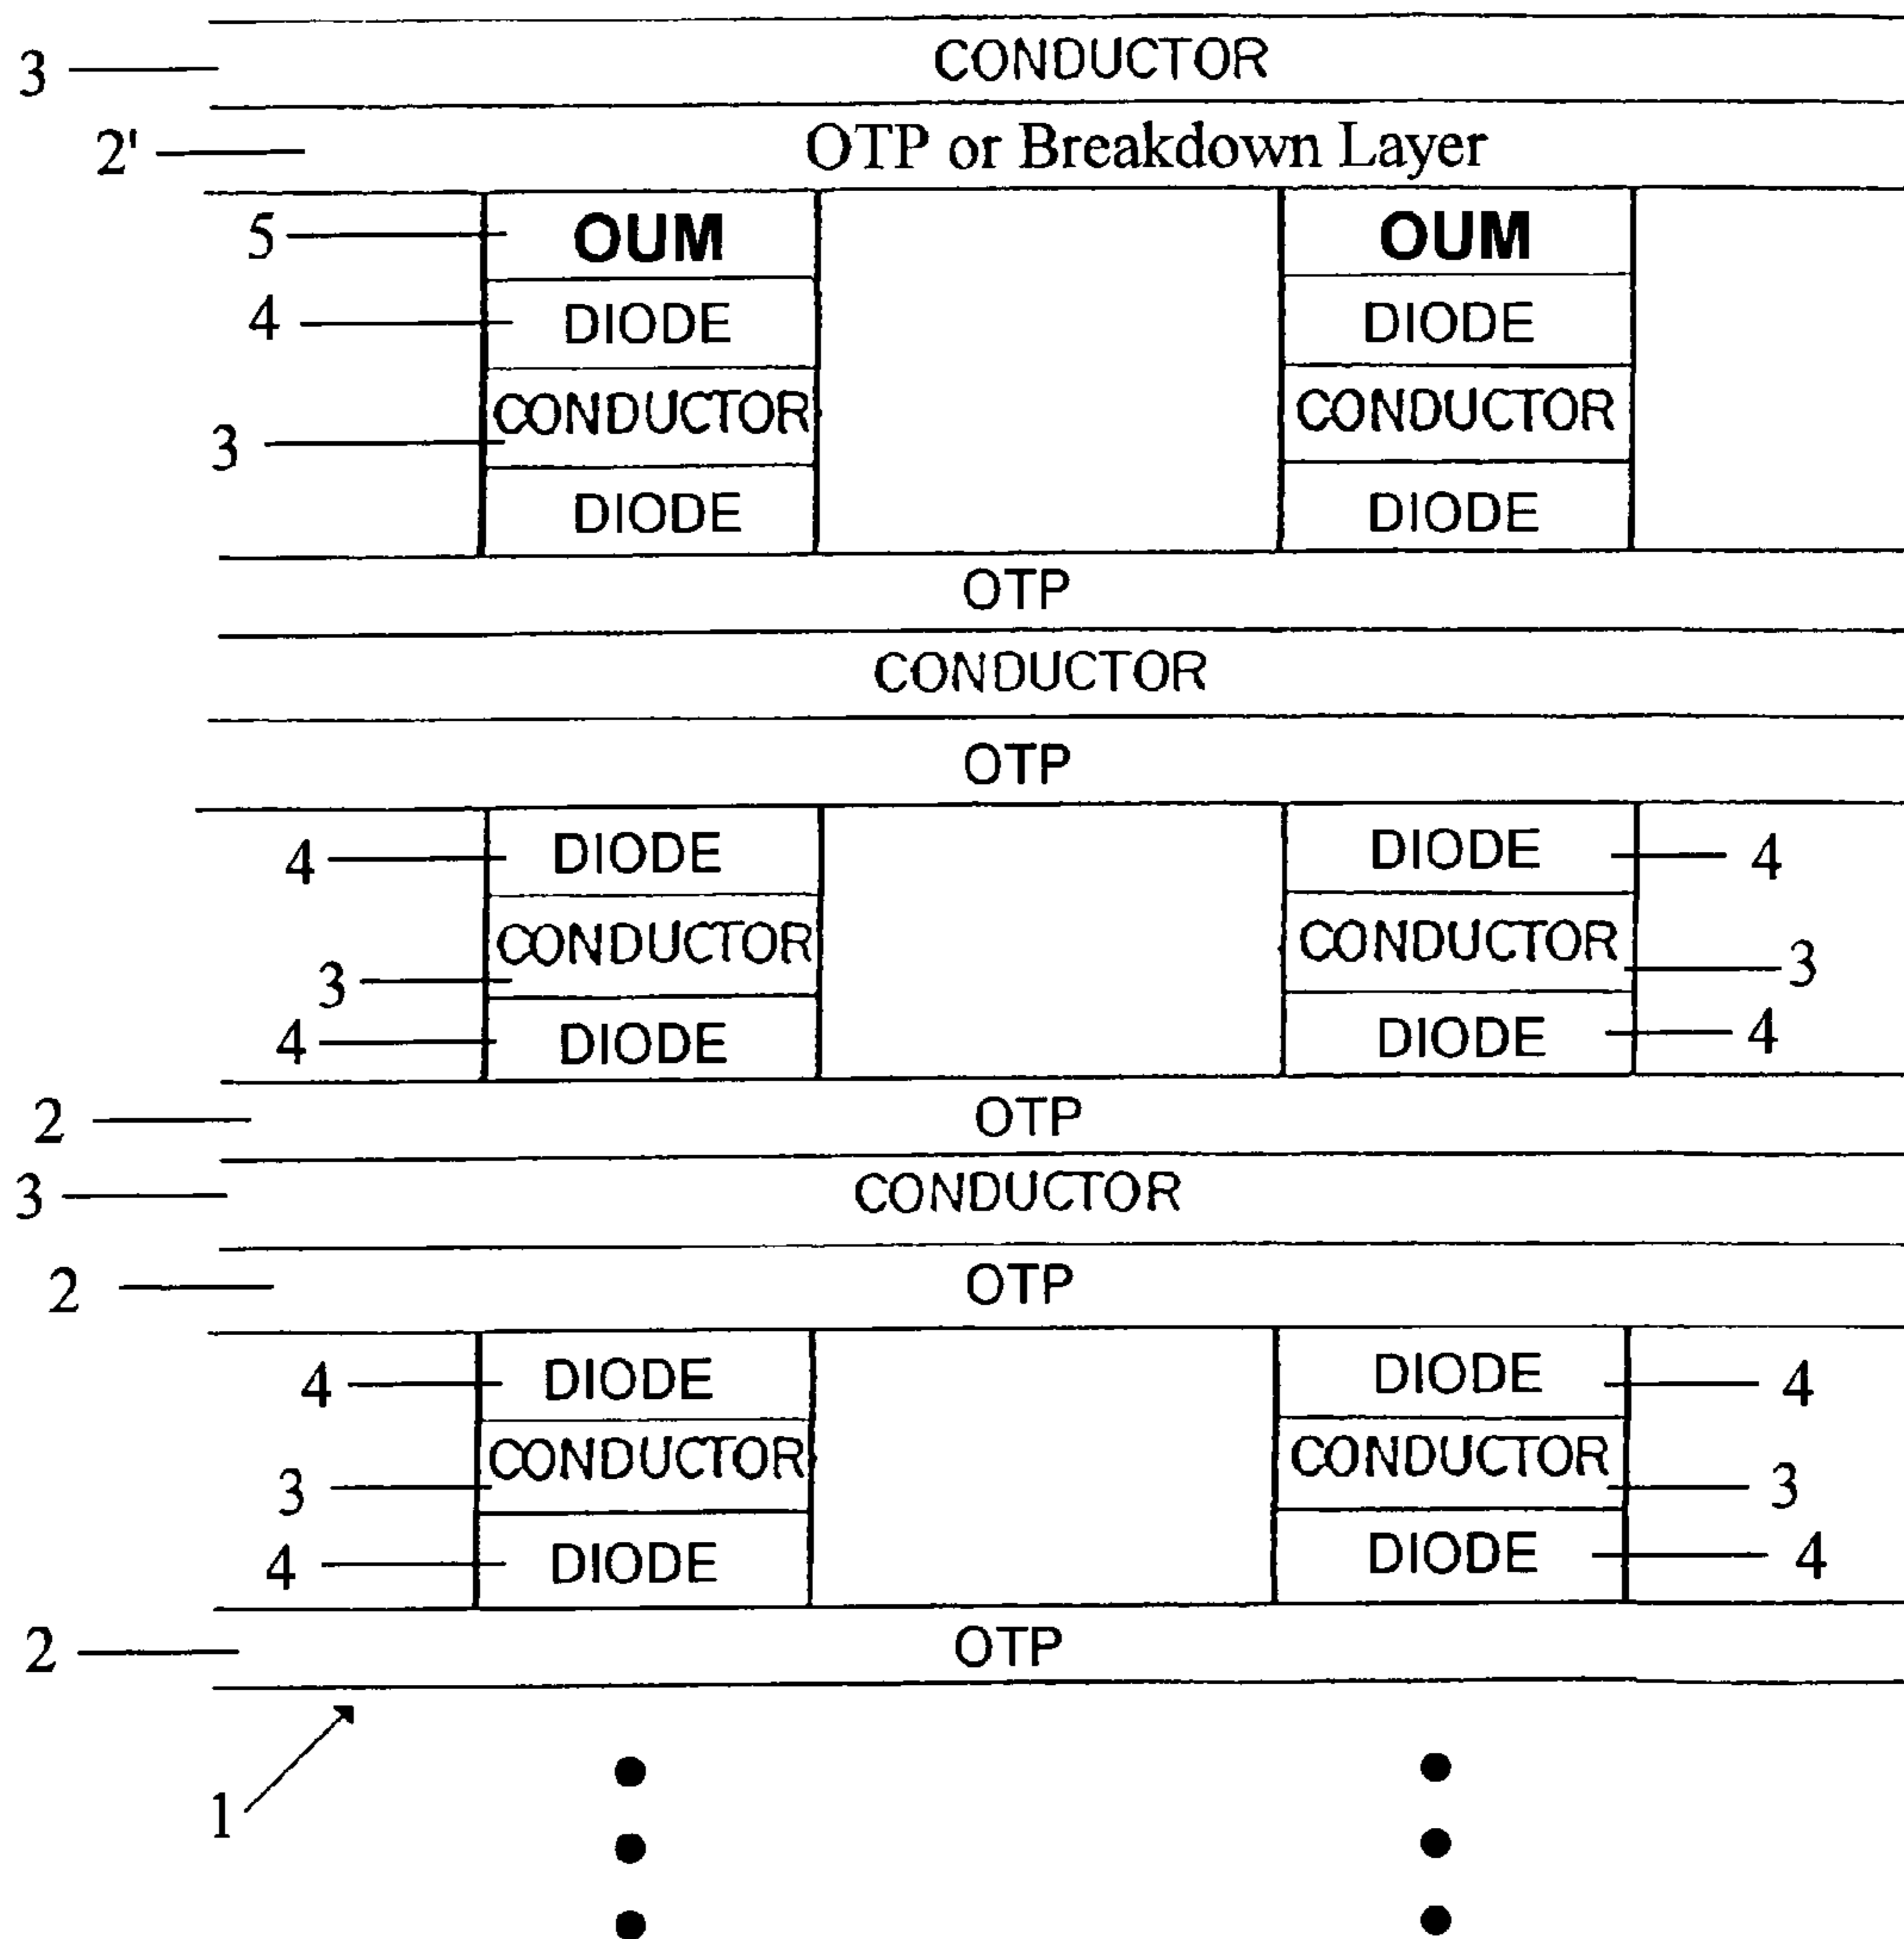 3 CONDUCTOR
2' OTP or Breakdown Layer
5 OUM OUM
4 DIODE DIODE
3 CONDUCTOR CONDUCTOR
DIODE DIODE
OTP
CONDUCTOR
OTP
4 DIODE DIODE 4
3 CONDUCTOR CONDUCTOR 3
4 DIODE DIODE 4
2 OTP
3 CONDUCTOR
2 OTP
4 DIODE DIODE 4
3 CONDUCTOR CONDUCTOR 3
4 DIODE DIODE 4
2 OTP
1